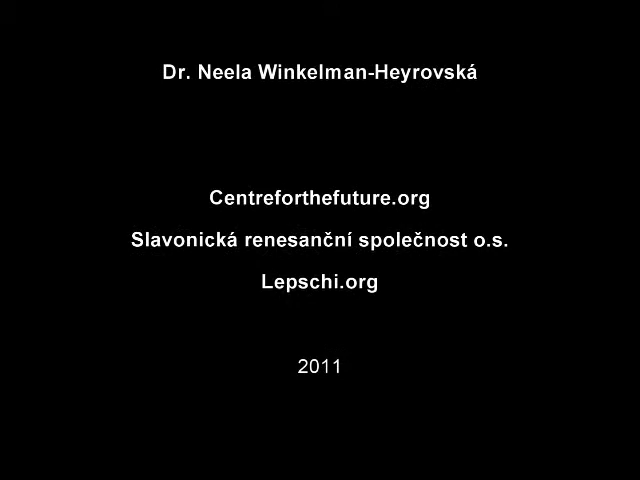 Dr. Neela Winkelman-Heyrovská
Centreforthefuture.org
Slavonická renesanční společnost o.s.
Lepschi.org
2011